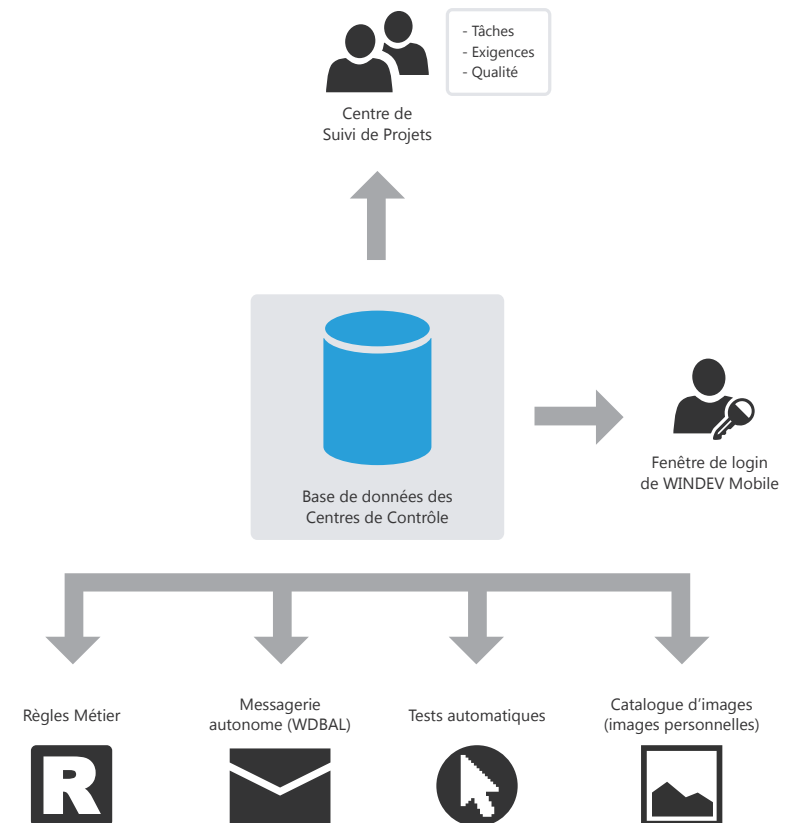 - Tâches
- Exigences
- Qualité
Centre de
Suivi de Projets
Fenêtre de login
de WINDEV Mobile
Base de données des
Centres de Contrôle
Règles Métier
Messagerie
autonome (WDBAL)
Tests automatiques
Catalogue d’images
(images personnelles)
R